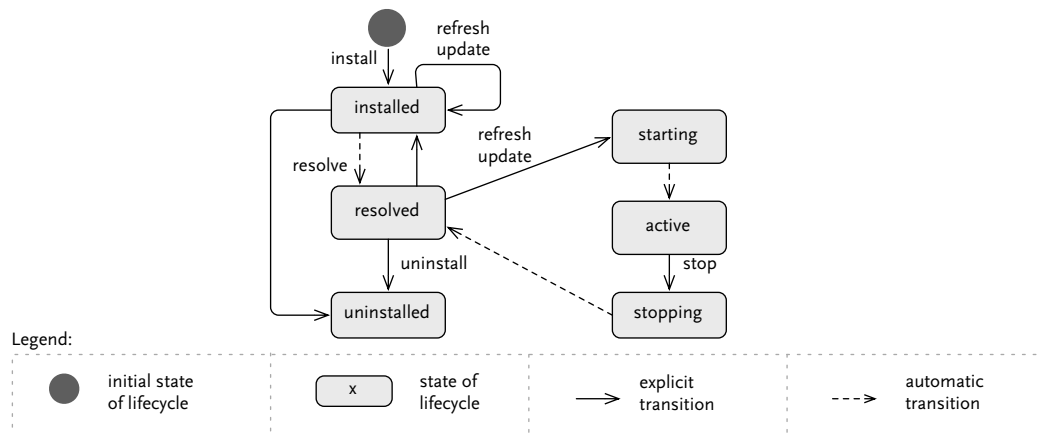 refresh
update
install
installed
refresh
update
starting
resolve
resolved
active
uninstall
stop
uninstalled
stopping
Legend:
initial state
of lifecycle
x
state of
lifecycle
explicit
transition
automatic
transition